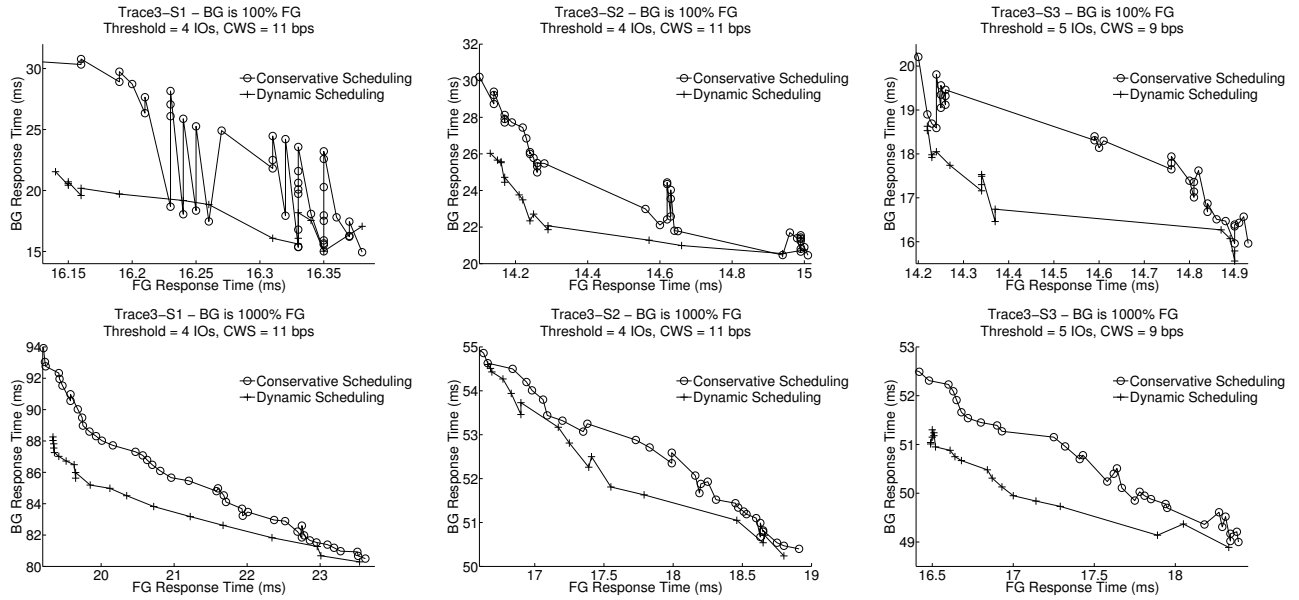 Trace3−S1 − BG is 100% FG
Threshold = 4 IOs, CWS = 11 bps
BG Response Time (ms)
30
25
20
15
Conservative Scheduling
Dynamic Scheduling
16.15 16.2 16.25 16.3 16.35
FG Response Time (ms)
Trace3−S2 − BG is 100% FG
Threshold = 4 IOs, CWS = 11 bps
BG Response Time (ms)
32
30
28
26
24
22
20
Conservative Scheduling
Dynamic Scheduling
14.2 14.4 14.6 14.8 15
FG Response Time (ms)
Trace3−S3 − BG is 100% FG
Threshold = 5 IOs, CWS = 9 bps
BG Response Time (ms)
20
19
18
17
16
Conservative Scheduling
Dynamic Scheduling
14.2 14.3 14.4 14.5 14.6 14.7 14.8 14.9
FG Response Time (ms)
Trace3−S1 − BG is 1000% FG
Threshold = 4 IOs, CWS = 11 bps
BG Response Time (ms)
94
92
90
88
86
84
82
80
Conservative Scheduling
Dynamic Scheduling
20 21 22 23
FG Response Time (ms)
Trace3−S2 − BG is 1000% FG
Threshold = 4 IOs, CWS = 11 bps
BG Response Time (ms)
55
54
53
52
51
50
Conservative Scheduling
Dynamic Scheduling
17 17.5 18 18.5 19
FG Response Time (ms)
Trace3−S3 − BG is 1000% FG
Threshold = 5 IOs, CWS = 9 bps
BG Response Time (ms)
53
52
51
50
49
Conservative Scheduling
Dynamic Scheduling
16.5 17 17.5 18
FG Response Time (ms)